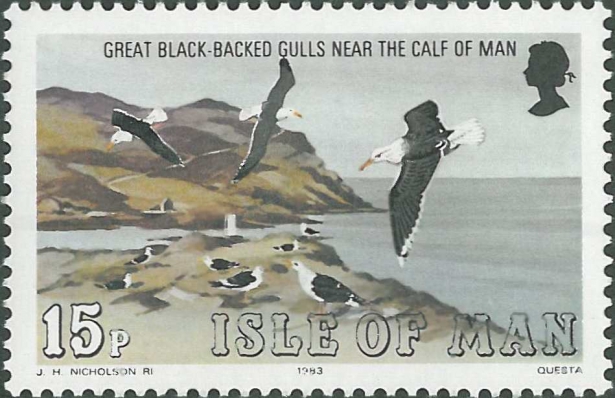 GREAT BLACK-BACKED GULLS NEAR THE CALF OF MAN
15P ISLE OF MAN
J. H. NICHOLSON RI 1983 QUESTA